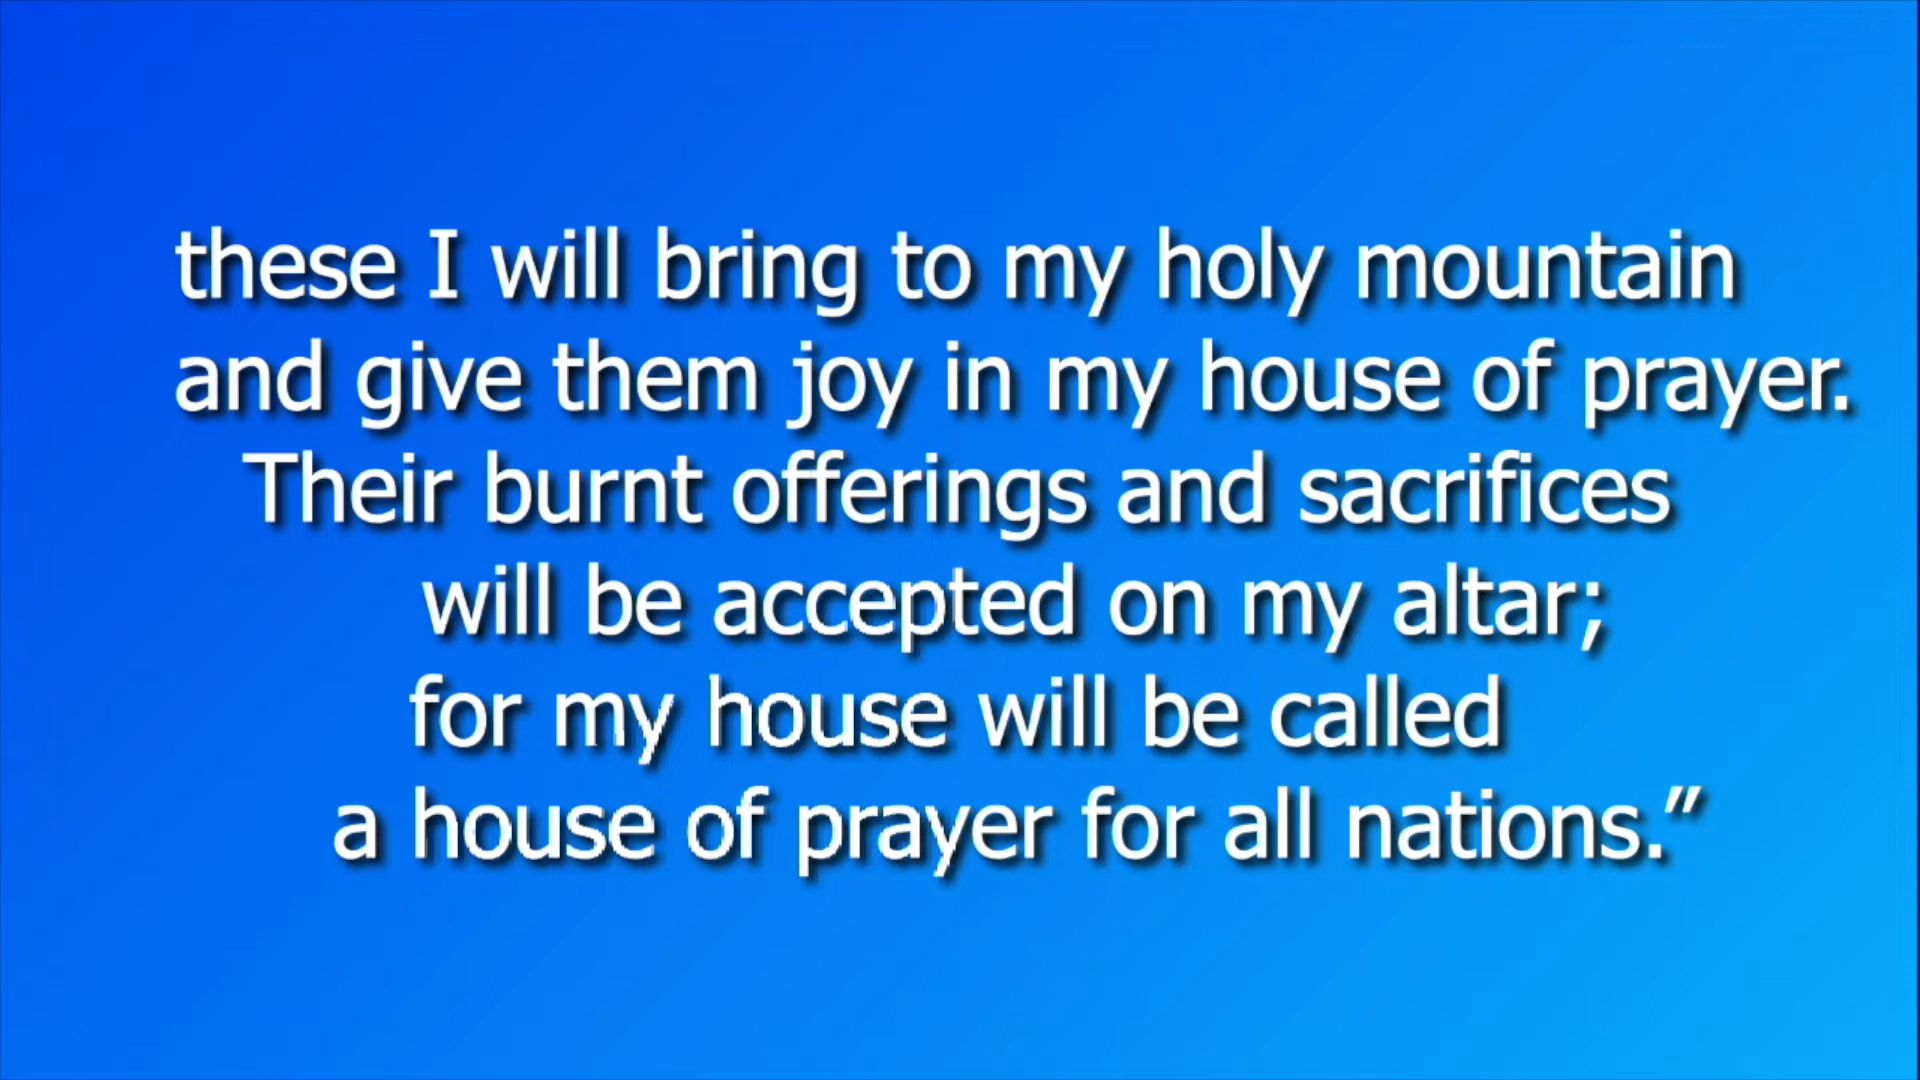 these I will bring to my holy mountain
and give them joy in my house of prayer.
Their burnt offerings and sacrifices
will be accepted on my altar;
for my house will be called
a house of prayer for all nations.”